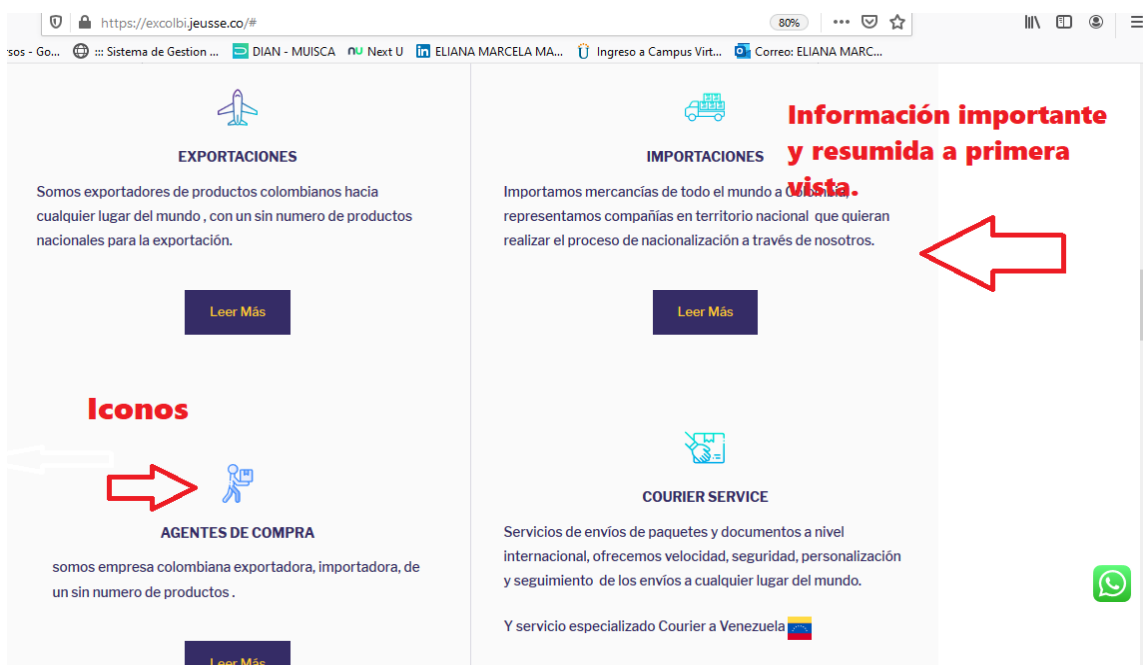 https://excolbi.jeusse.co/#
80%
rsos - Go... ::: Sistema de Gestion ... DIAN - MUISCA NU Next U in ELIANA MARCELA MA... Ingreso a Campus Virt... Correo: ELIANA MARC...
Información importante
y resumida a primera
vista.
EXPORTACIONES
Somos exportadores de productos colombianos hacia
cualquier lugar del mundo , con un sin numero de productos
nacionales para la exportación.
Leer Más
IMPORTACIONES
Importamos mercancías de todo el mundo a Colombia,
representamos compañías en territorio nacional que quieran
realizar el proceso de nacionalización a través de nosotros.
Leer Más
Iconos
AGENTES DE COMPRA
somos empresa colombiana exportadora, importadora, de
un sin numero de productos .
Leer Más
COURIER SERVICE
Servicios de envíos de paquetes y documentos a nivel
internacional, ofrecemos velocidad, seguridad, personalización
y seguimiento de los envíos a cualquier lugar del mundo.
Y servicio especializado Courier a Venezuela